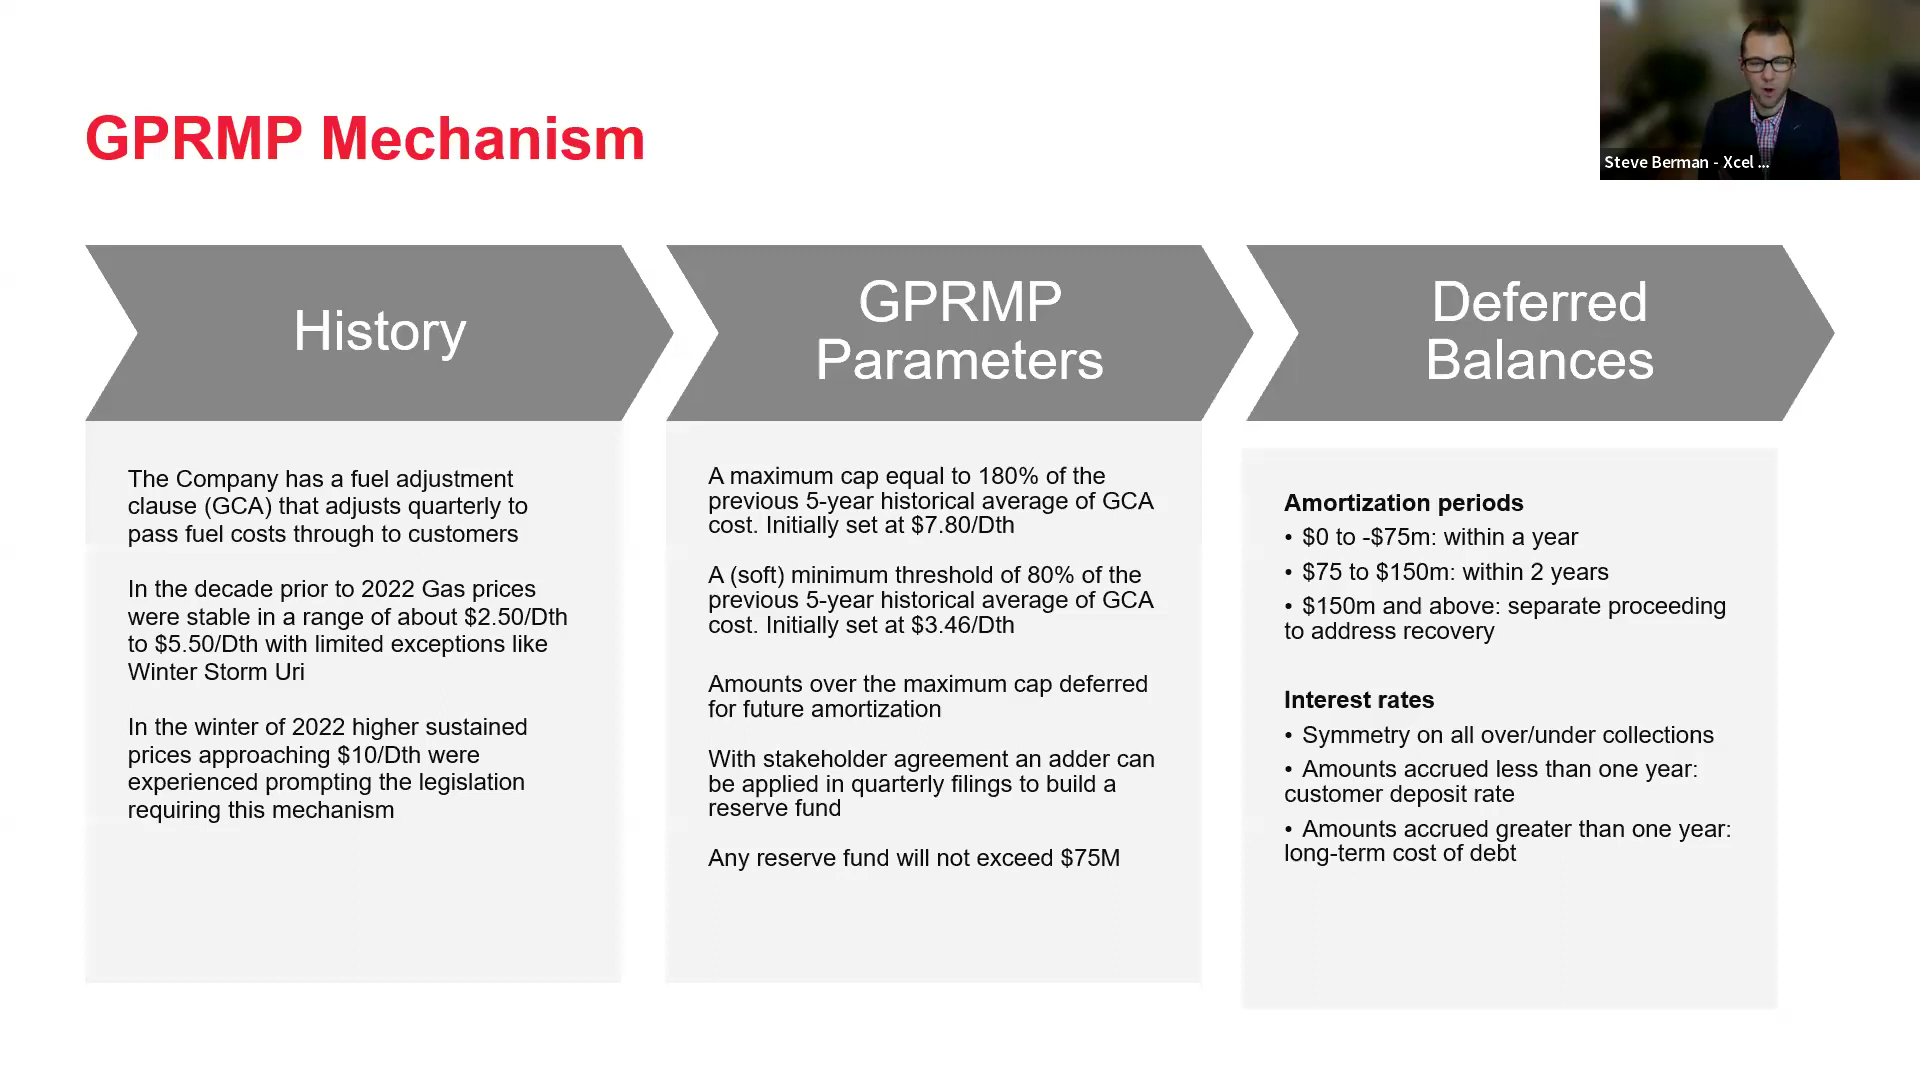 GPRMP Mechanism
Steve Berman - Xcel ...
History
The Company has a fuel adjustment
clause (GCA) that adjusts quarterly to
pass fuel costs through to customers
In the decade prior to 2022 Gas prices
were stable in a range of about $2.50/Dth
to $5.50/Dth with limited exceptions like
Winter Storm Uri
In the winter of 2022 higher sustained
prices approaching $10/Dth were
experienced prompting the legislation
requiring this mechanism
GPRMP
Parameters
A maximum cap equal to 180% of the
previous 5-year historical average of GCA
cost. Initially set at $7.80/Dth
A (soft) minimum threshold of 80% of the
previous 5-year historical average of GCA
cost. Initially set at $3.46/Dth
Amounts over the maximum cap deferred
for future amortization
With stakeholder agreement an adder can
be applied in quarterly filings to build a
reserve fund
Any reserve fund will not exceed $75M
Deferred
Balances
Amortization periods
• $0 to -$75m: within a year
• $75 to $150m: within 2 years
• $150m and above: separate proceeding
to address recovery
Interest rates
• Symmetry on all over/under collections
• Amounts accrued less than one year:
customer deposit rate
• Amounts accrued greater than one year:
long-term cost of debt